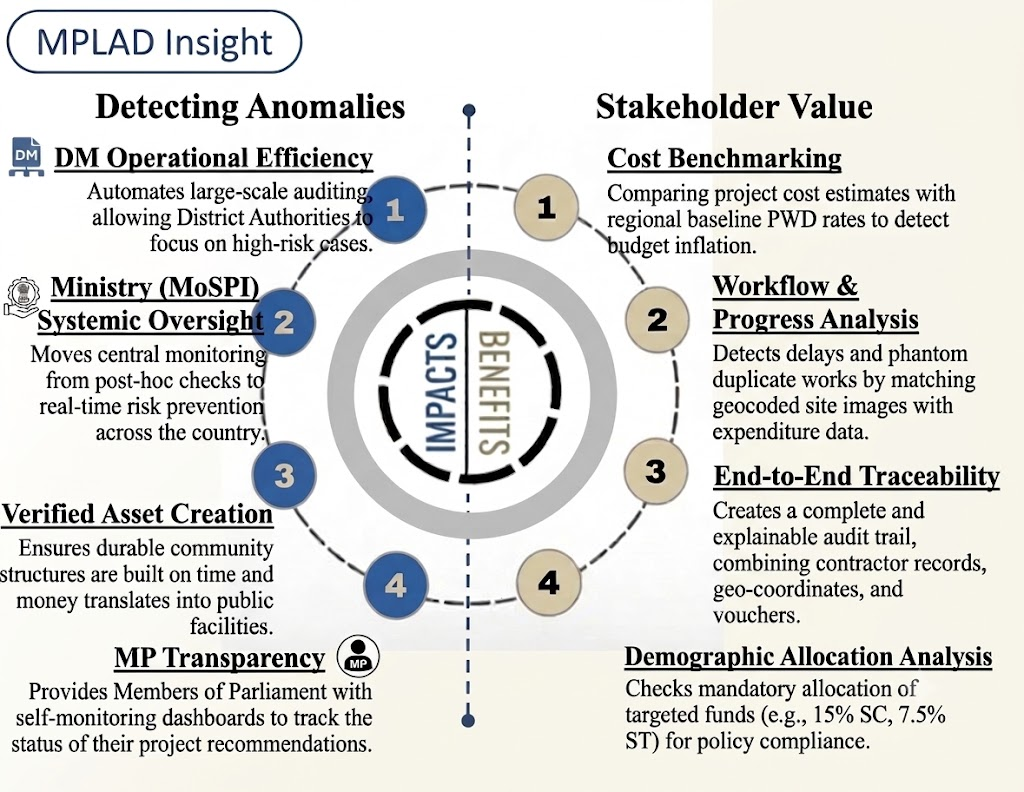 MPLAD Insight
Detecting Anomalies
DM
DM Operational Efficiency
Automates large-scale auditing,
allowing District Authorities to
focus on high-risk cases.
1
Ministry (MoSPI)
Systemic Oversight
2
Moves central monitoring
from post-hoc checks to
real-time risk prevention
across the country.
3
Verified Asset Creation
Ensures durable community
structures are built on time and
money translates into public
facilities.
4
MP Transparency
MP
Provides Members of Parliament with
self-monitoring dashboards to track the
status of their project recommendations.
IMPACTS
BENEFITS
Stakeholder Value
1
Cost Benchmarking
Comparing project cost estimates with
regional baseline PWD rates to detect
budget inflation.
2
Workflow &
Progress Analysis
Detects delays and phantom
duplicate works by matching
geocoded site images with
expenditure data.
3
End-to-End Traceability
Creates a complete and
explainable audit trail,
combining contractor records,
geo-coordinates, and
vouchers.
4
Demographic Allocation Analysis
Checks mandatory allocation of
targeted funds (e.g., 15% SC, 7.5%
ST) for policy compliance.